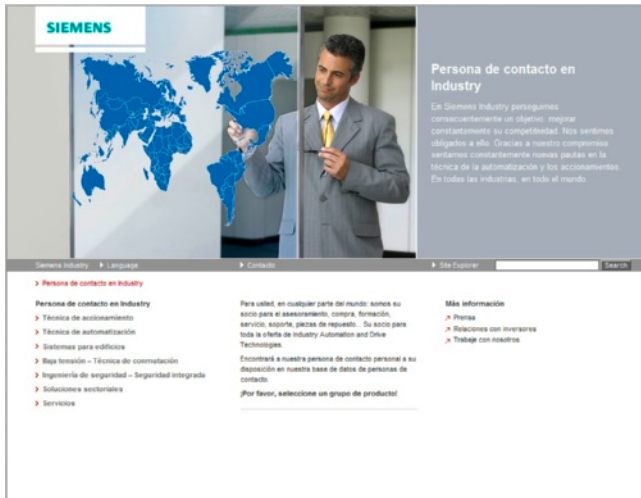 SIEMENS
Persona de contacto en
Industry
En Siemens Industry perseguimos
consecuentemente un objetivo: mejorar
constantemente su competitividad. Nos sentimos
obligados a ello. Gracias a nuestro compromiso
sentamos constantemente nuevas pautas en la
técnica de la automatización y los accionamientos.
En todas las industrias; en todo el mundo.
Siemens Industry Language Contacto Site Explorer Search
Persona de contacto en Industry
Persona de contacto en Industry
Técnica de accionamiento
Técnica de automatización
Sistemas para edificios
Baja tensión – Técnica de conmutación
Ingeniería de seguridad – Seguridad integrada
Soluciones sectoriales
Servicios
Para usted, en cualquier parte del mundo: somos su
socio para el asesoramiento, compra, formación,
servicio, soporte, piezas de repuesto... Su socio para
toda la oferta de Industry Automation and Drive
Technologies.
Encontrará a nuestra persona de contacto personal a su
disposición en nuestra base de datos de personas de
contacto.
¡Por favor, seleccione un grupo de producto!
Más información
Prensa
Relaciones con inversores
Trabaje con nosotros